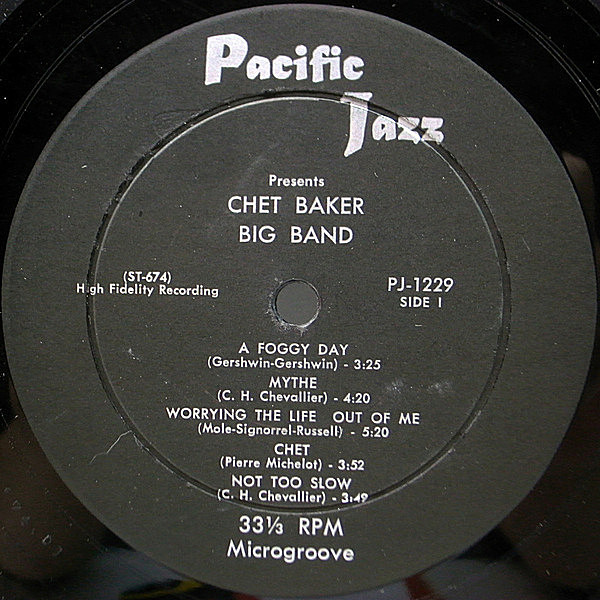 Pacific
Jazz
Presents
CHET BAKER
BIG BAND
(ST-674)
High Fidelity Recording
PJ-1229
SIDE 1
A FOGGY DAY
(Gershwin-Gershwin) - 3:25
MYTHE
(C. H. Chevallier) - 4:20
WORRYING THE LIFE OUT OF ME
(Mole-Signorrel-Russell) - 5:20
CHET
(Pierre Michelot) - 3:52
NOT TOO SLOW
(C. H. Chevallier) - 3:49
33⅓ RPM
Microgroove